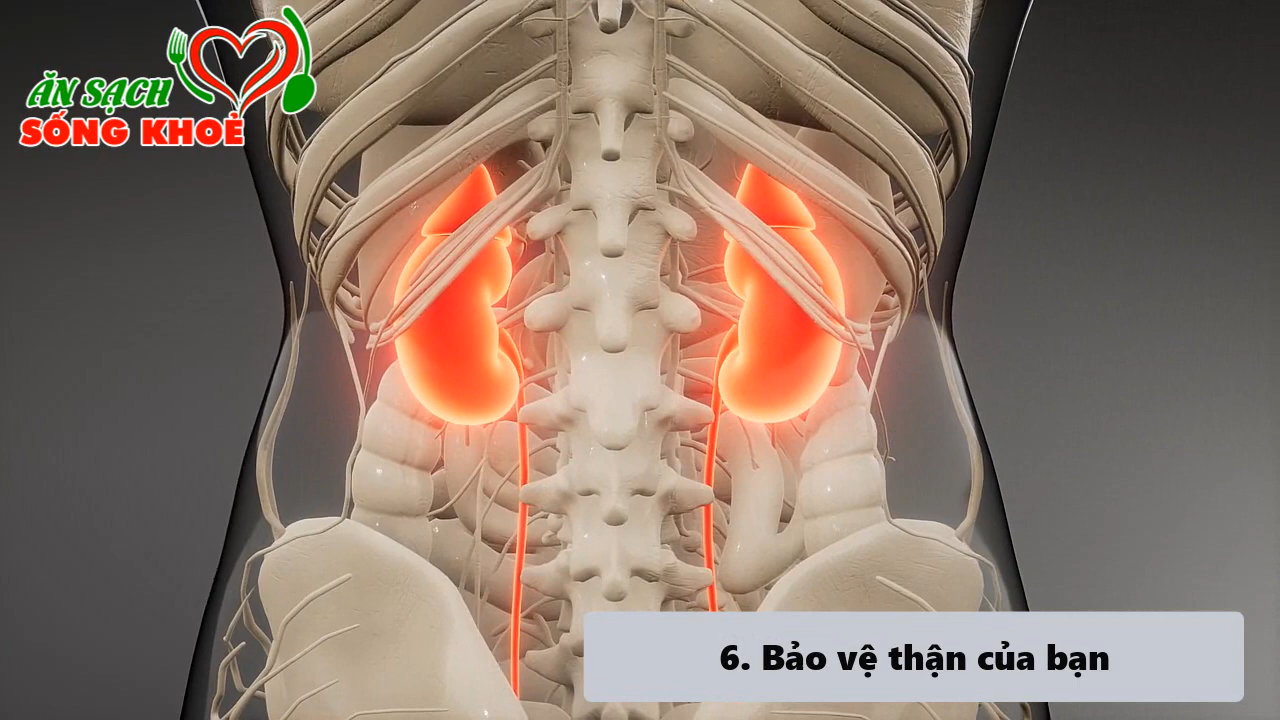 ĂN SẠCH
SỐNG KHOẺ
6. Bảo vệ thận của bạn